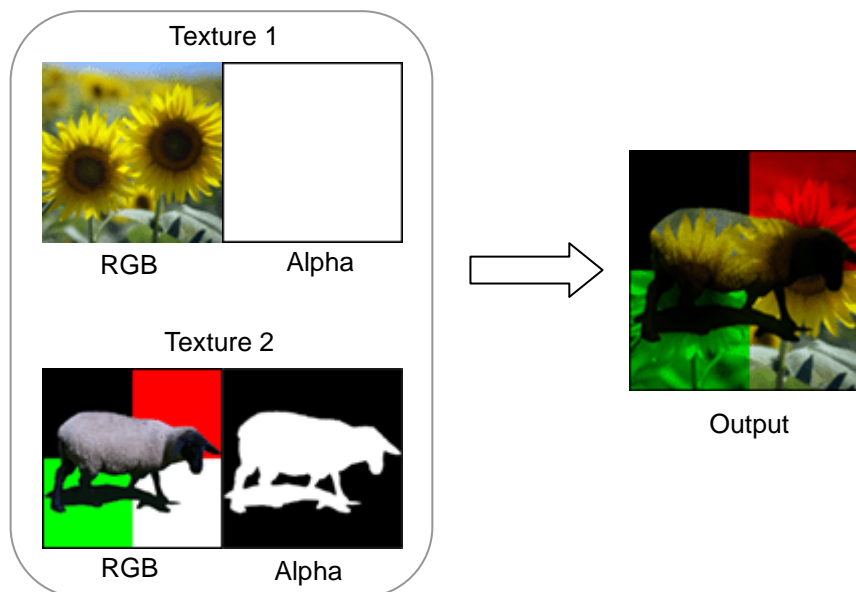 Texture 1
RGB
Alpha
Texture 2
RGB
Alpha
Output